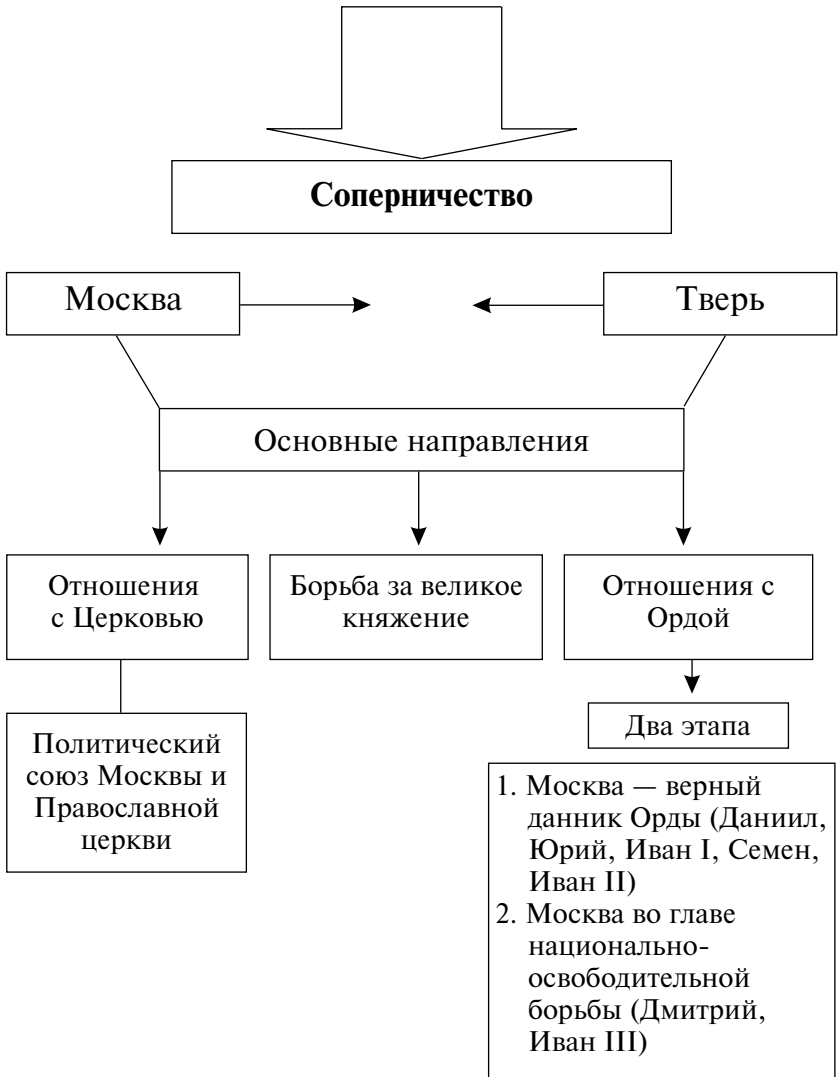 Соперничество
Москва
Тверь
Основные направления
Отношения
с Церковью
Борьба за великое
княжение
Отношения с
Ордой
Политический
союз Москвы и
Православной
церкви
Два этапа
1. Москва — верный
данник Орды (Даниил,
Юрий, Иван I, Семен,
Иван II)
2. Москва во главе
национально-
освободительной
борьбы (Дмитрий,
Иван III)